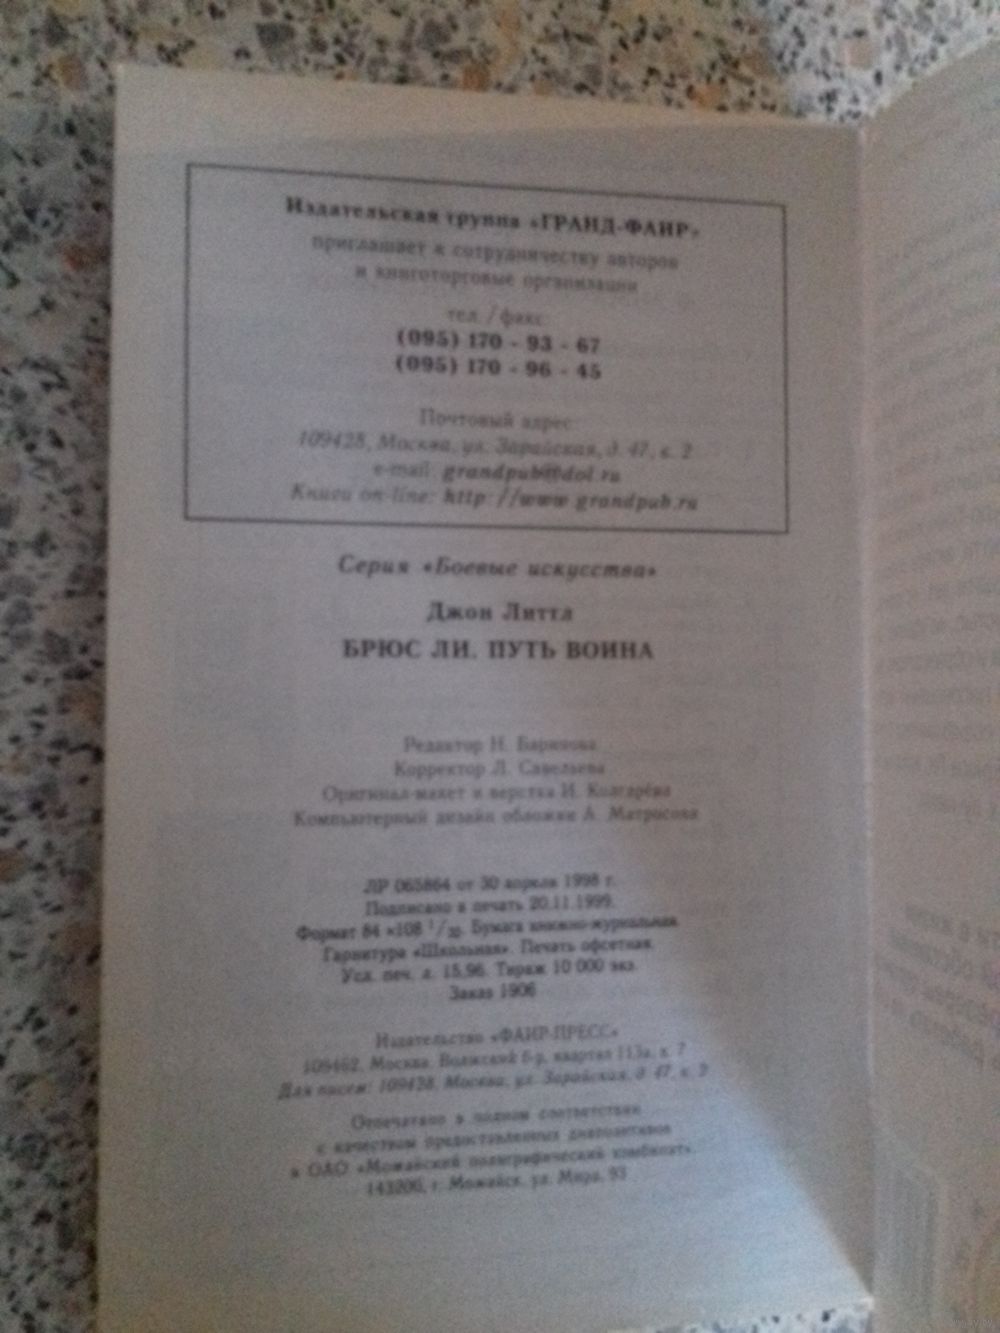 Издательская группа «ГРАНД-ФАИР»
приглашает к сотрудничеству авторов
и книготорговые организации
тел./факс:
(095) 170 - 93 - 67
(095) 170 - 96 - 45
Почтовый адрес:
109428, Москва, ул. Зарайская, д. 47, к. 2
e-mail: grandpub@dol.ru
Книги on-line: http://www grandpub.ru
Серия «Боевые искусства»
Джон Литтл
БРЮС ЛИ. ПУТЬ ВОИНА
Редактор Н. Баринова
Корректор Л. Савельева
Оригинал-макет и верстка И. Колгарёва
Компьютерный дизайн обложки А. Матросова
ЛР 065864 от 30 апреля 1998 г.
Подписано в печать 20.11.1999.
Формат 84 ×108 1/32. Бумага книжно-журнальная.
Гарнитура «Школьная». Печать офсетная.
Усл. печ. л. 15,96. Тираж 10 000 экз.
Заказ 1906
Издательство «ФАИР-ПРЕСС»
109462, Москва, Волжский б-р, квартал 113а, к. 7
Для писем: 109428, Москва, ул. Зарайская, д. 47, к. 2
Отпечатано в полном соответствии
с качеством предоставленных диапозитивов
в ОАО «Можайский полиграфический комбинат».
143200, г. Можайск, ул. Мира, 93